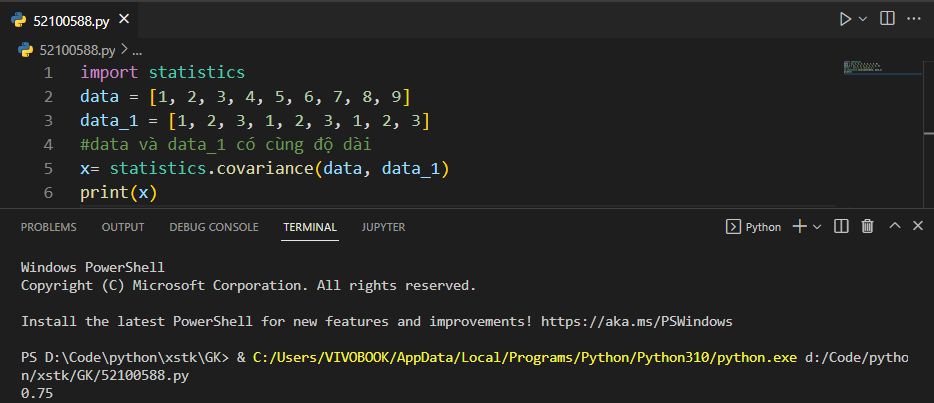 52100588.py
52100588.py > ...
1 import statistics
2 data = [1, 2, 3, 4, 5, 6, 7, 8, 9]
3 data_1 = [1, 2, 3, 1, 2, 3, 1, 2, 3]
4 #data và data_1 có cùng độ dài
5 x= statistics.covariance(data, data_1)
6 print(x)
PROBLEMS OUTPUT DEBUG CONSOLE TERMINAL JUPYTER Python
Windows PowerShell
Copyright (C) Microsoft Corporation. All rights reserved.
Install the latest PowerShell for new features and improvements! https://aka.ms/PSWindows
PS D:\Code\python\xstk\GK> & C:/Users/VIVOBOOK/AppData/Local/Programs/Python/Python310/python.exe d:/Code/pytho
n/xstk/GK/52100588.py
0.75